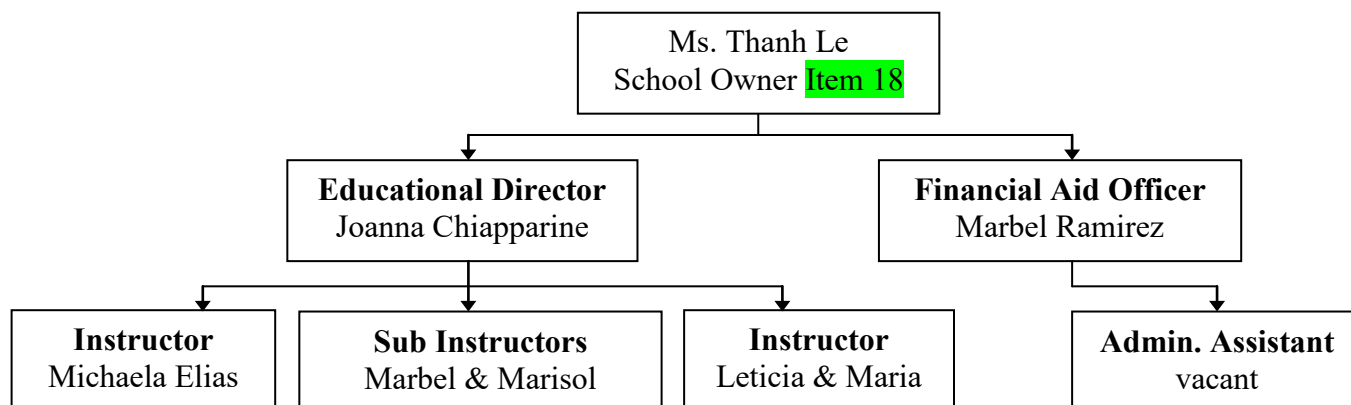 Ms. Thanh Le
School Owner Item 18
Educational Director
Joanna Chiapparine
Financial Aid Officer
Marbel Ramirez
Instructor
Michaela Elias
Sub Instructors
Marbel & Marisol
Instructor
Leticia & Maria
Admin. Assistant
vacant